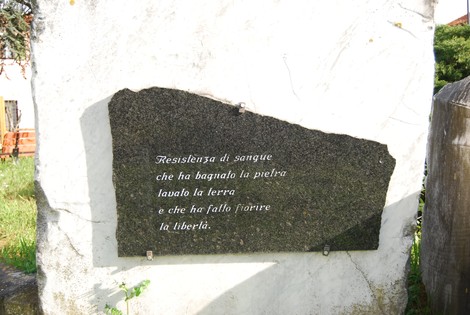 Resistenza di sangue
che ha bagnato la pietra
lavato la terra
e che ha fatto fiorire
la libertà.